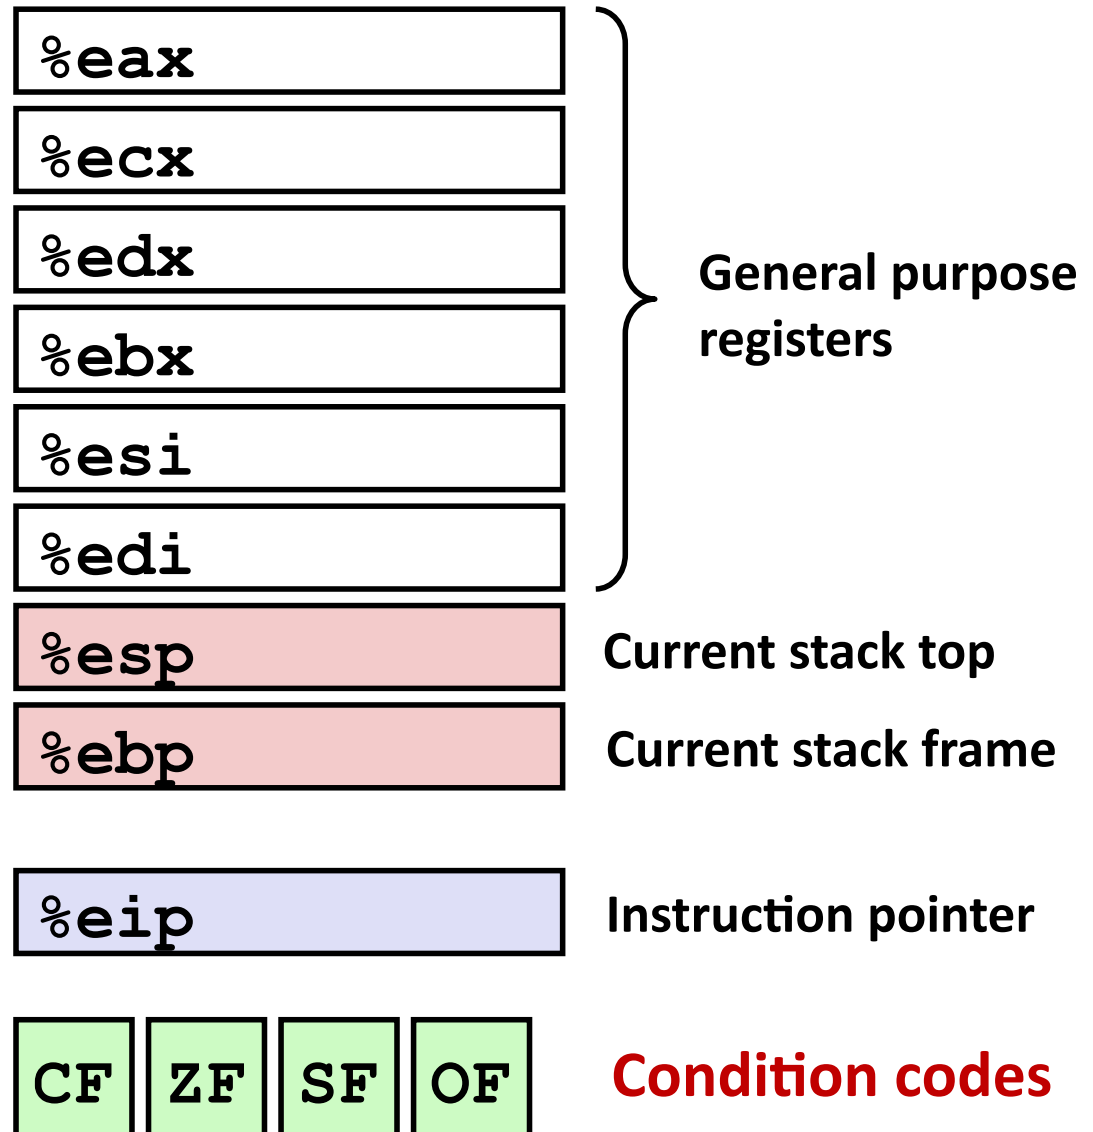 %eax
%ecx
%edx
%ebx
%esi
%edi
General purpose
registers
%esp
Current stack top
%ebp
Current stack frame
%eip
Instruction pointer
CF ZF SF OF
Condition codes